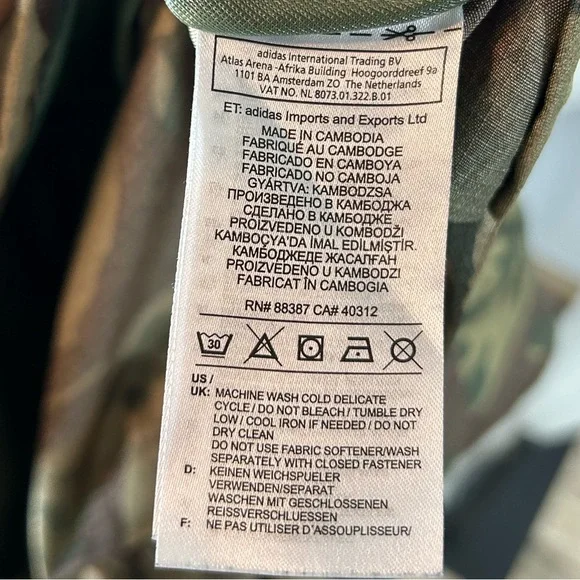 adidas International Trading BV
Atlas Arena -Afrika Building Hoogoorddreef 9a
1101 BA Amsterdam ZO The Netherlands
VAT NO. NL 8073.01.322.B.01
ET: adidas Imports and Exports Ltd
MADE IN CAMBODIA
FABRIQUÉ AU CAMBODGE
FABRICADO EN CAMBOYA
FABRICADO NO CAMBOJA
GYÁRTVA: KAMBODZSA
ПРОИЗВЕДЕНО В КАМБОДЖЕ
СДЕЛАНО В КАМБОДЖЕ
PROIZVEDENO U KOMBODŽI
KAMBOÇYA'DA İMAL EDİLMİŞTİR.
КАМБОДЖЕДЕ ЖАСАЛҒАН
PROIZVEDENO U KAMBODZI
FABRICAT ÎN CAMBOGIA
RN# 88387 CA# 40312
30
US /
UK: MACHINE WASH COLD DELICATE
CYCLE / DO NOT BLEACH / TUMBLE DRY
LOW / COOL IRON IF NEEDED / DO NOT
DRY CLEAN
DO NOT USE FABRIC SOFTENER/WASH
SEPARATELY WITH CLOSED FASTENER
D: KEINEN WEICHSPUELER
VERWENDEN/SEPARAT
WASCHEN MIT GESCHLOSSENEN
REISSVERSCHLUESSEN
F: NE PAS UTILISER D'ASSOUPLISSEUR/